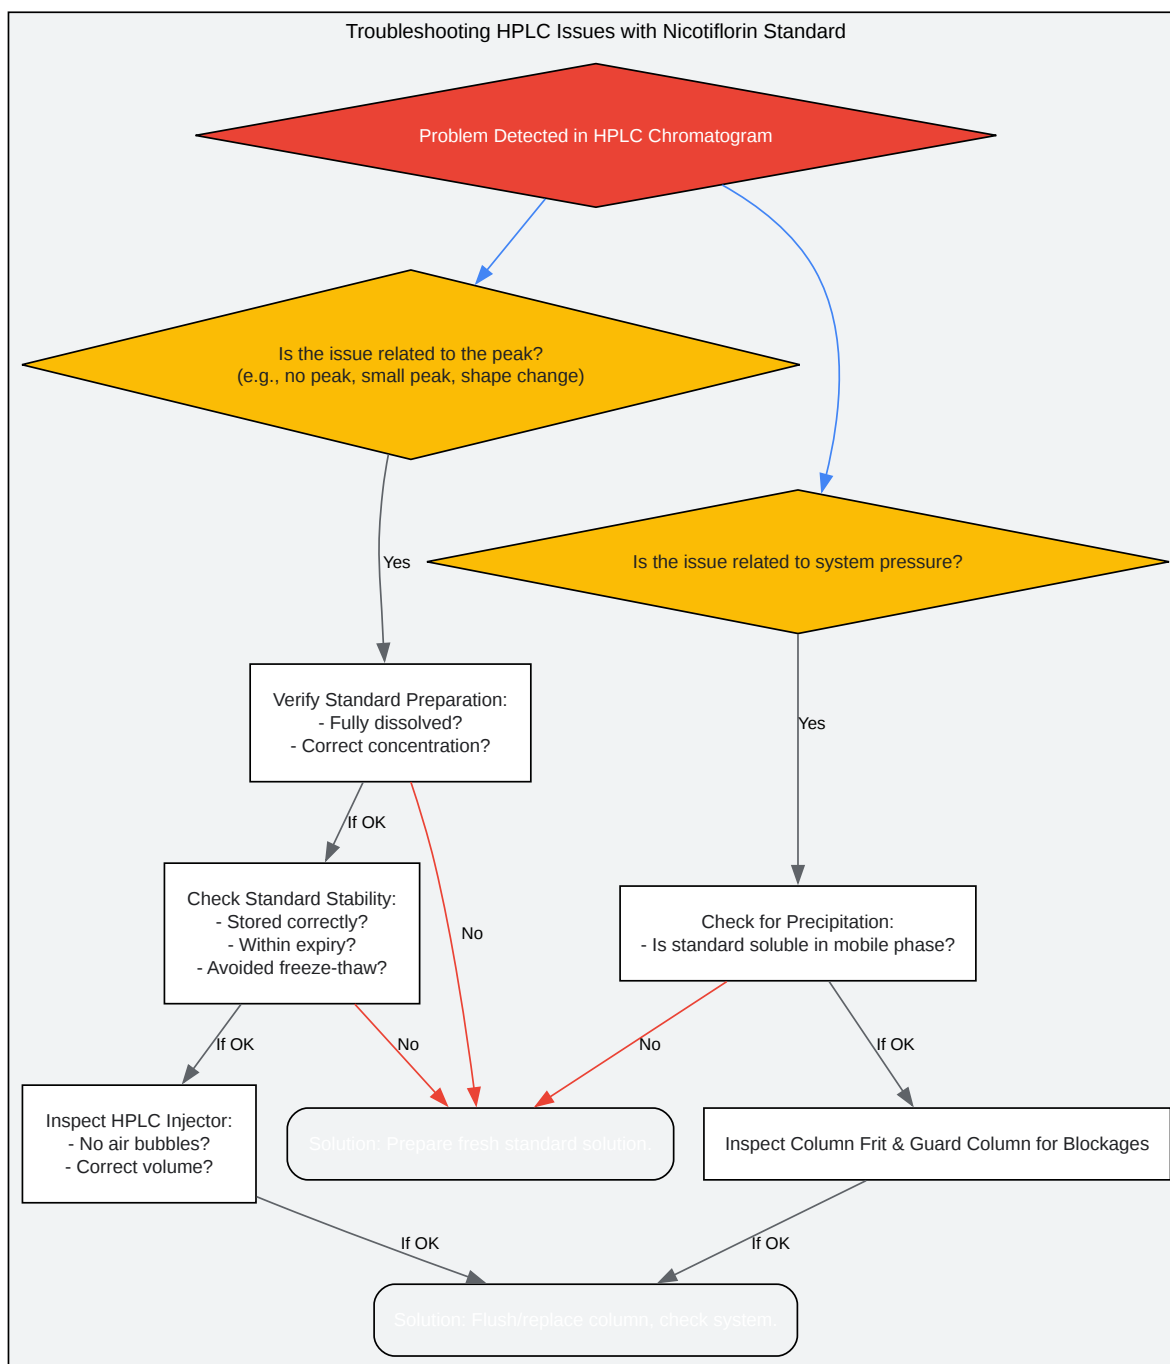 Troubleshooting HPLC Issues with Nicotiflorin Standard
Problem Detected in HPLC Chromatogram
Is the issue related to the peak?
(e.g., no peak, small peak, shape change)
Is the issue related to system pressure?
Yes
Yes
Verify Standard Preparation:
- Fully dissolved?
- Correct concentration?
If OK
No
Check Standard Stability:
- Stored correctly?
- Within expiry?
- Avoided freeze-thaw?
Check for Precipitation:
- Is standard soluble in mobile phase?
If OK
No
No
If OK
Inspect HPLC Injector:
- No air bubbles?
- Correct volume?
Solution: Prepare fresh standard solution.
Inspect Column Frit & Guard Column for Blockages
If OK
If OK
Solution: Flush/replace column, check system.